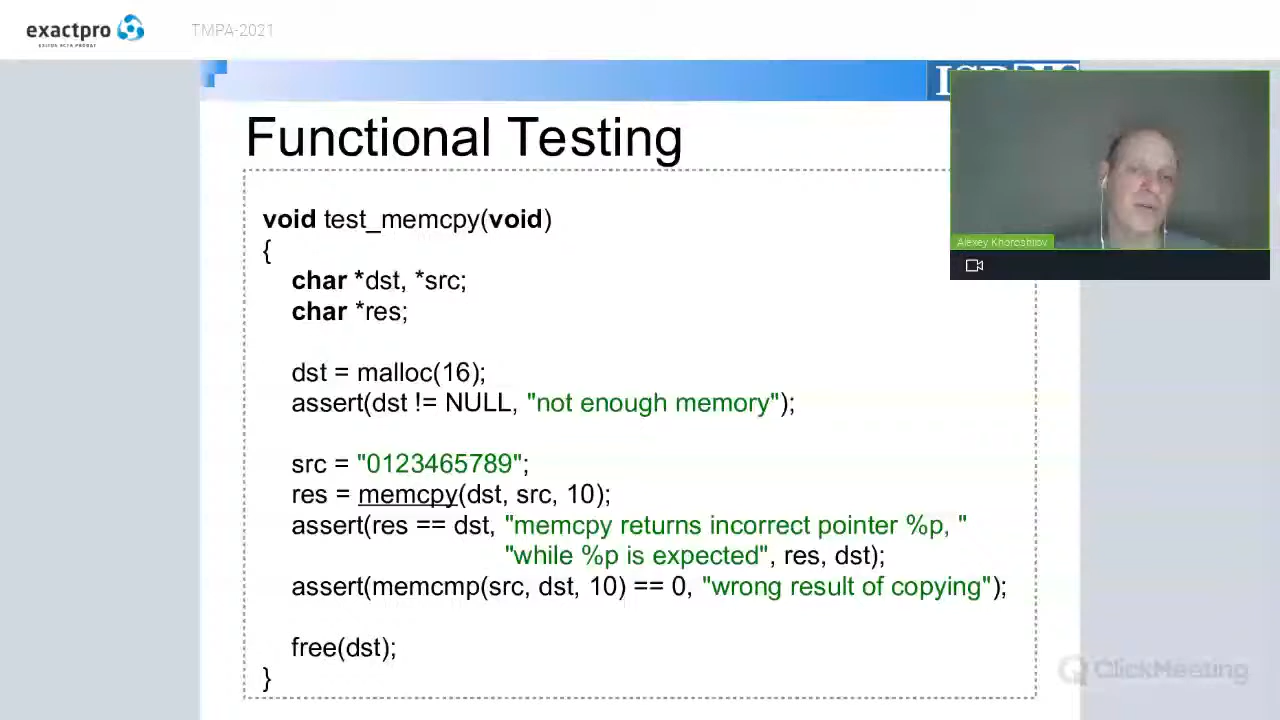 exactpro
TMPA-2021
Functional Testing
void test_memcpy(void)
{
char *dst, *src;
char *res;
dst = malloc(16);
assert(dst != NULL, "not enough memory");
src = "0123465789";
res = memcpy(dst, src, 10);
assert(res == dst, "memcpy returns incorrect pointer %p, "
"while %p is expected", res, dst);
assert(memcmp(src, dst, 10) == 0, "wrong result of copying");
free(dst);
}
Alexey Khoroshilov
ClickMeeting